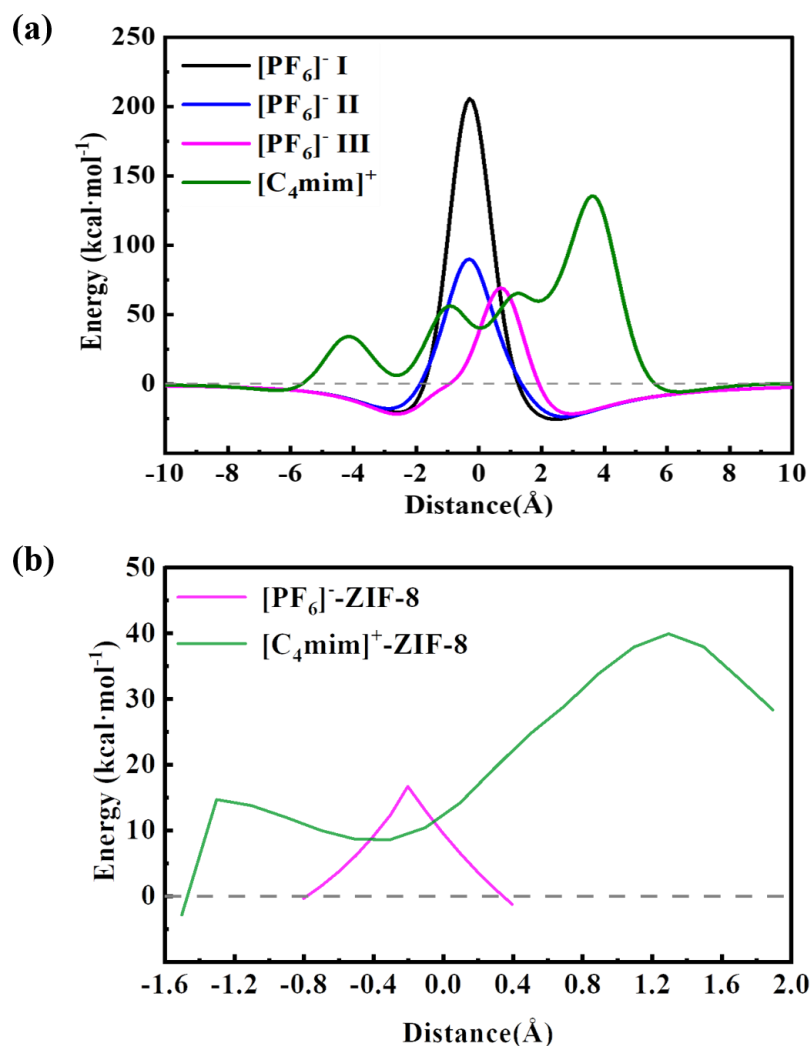 (a)
250
200
150
100
50
0
-50
Energy (kcal·mol⁻¹)
[PF₆]⁻ I
[PF₆]⁻ II
[PF₆]⁻ III
[C₄mim]⁺
-10 -8 -6 -4 -2 0 2 4 6 8 10
Distance(Å)
(b)
50
40
30
20
10
0
Energy (kcal·mol⁻¹)
[PF₆]⁻-ZIF-8
[C₄mim]⁺-ZIF-8
-1.6 -1.2 -0.8 -0.4 0.0 0.4 0.8 1.2 1.6 2.0
Distance(Å)